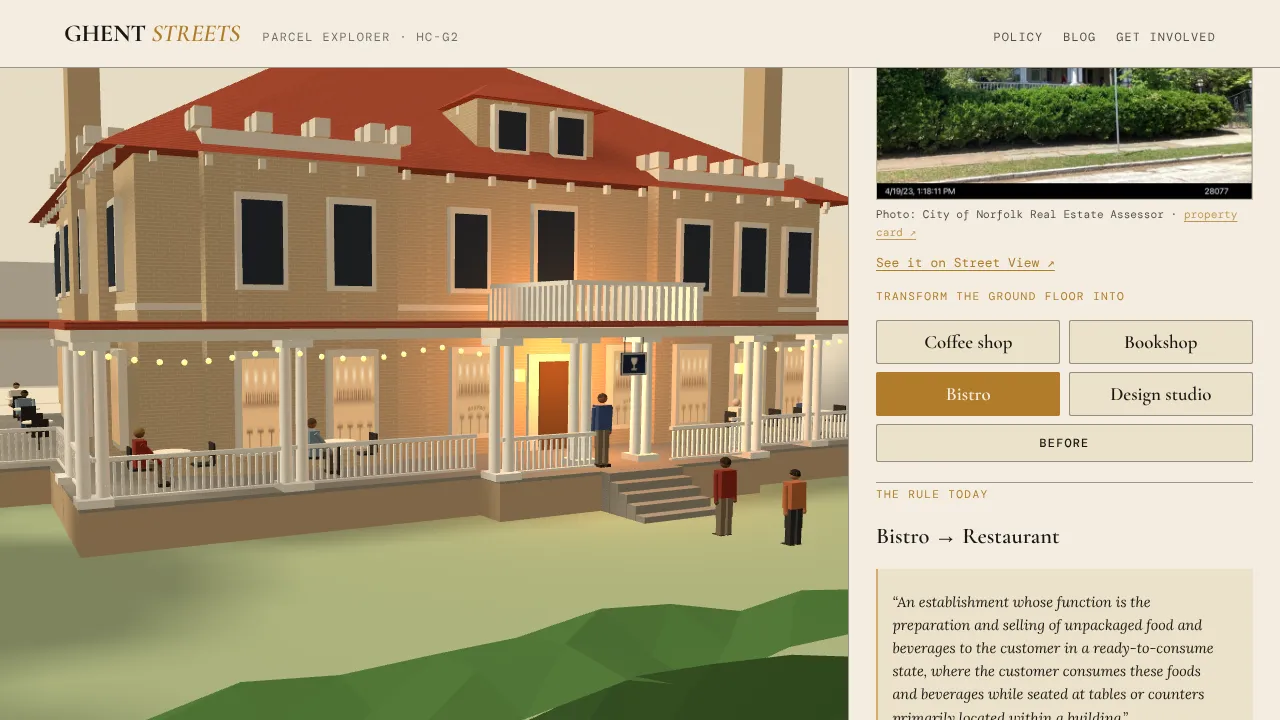 GHENT STREETS PARCEL EXPLORER · HC-G2
POLICY BLOG GET INVOLVED
4/19/23, 1:18:11 PM 28077
Photo: City of Norfolk Real Estate Assessor · property
card ↗
See it on Street View ↗
TRANSFORM THE GROUND FLOOR INTO
Coffee shop
Bookshop
Bistro
Design studio
BEFORE
THE RULE TODAY
Bistro → Restaurant
“An establishment whose function is the
preparation and selling of unpackaged food and
beverages to the customer in a ready-to-consume
state, where the customer consumes these foods
and beverages while seated at tables or counters
primarily located within a building”